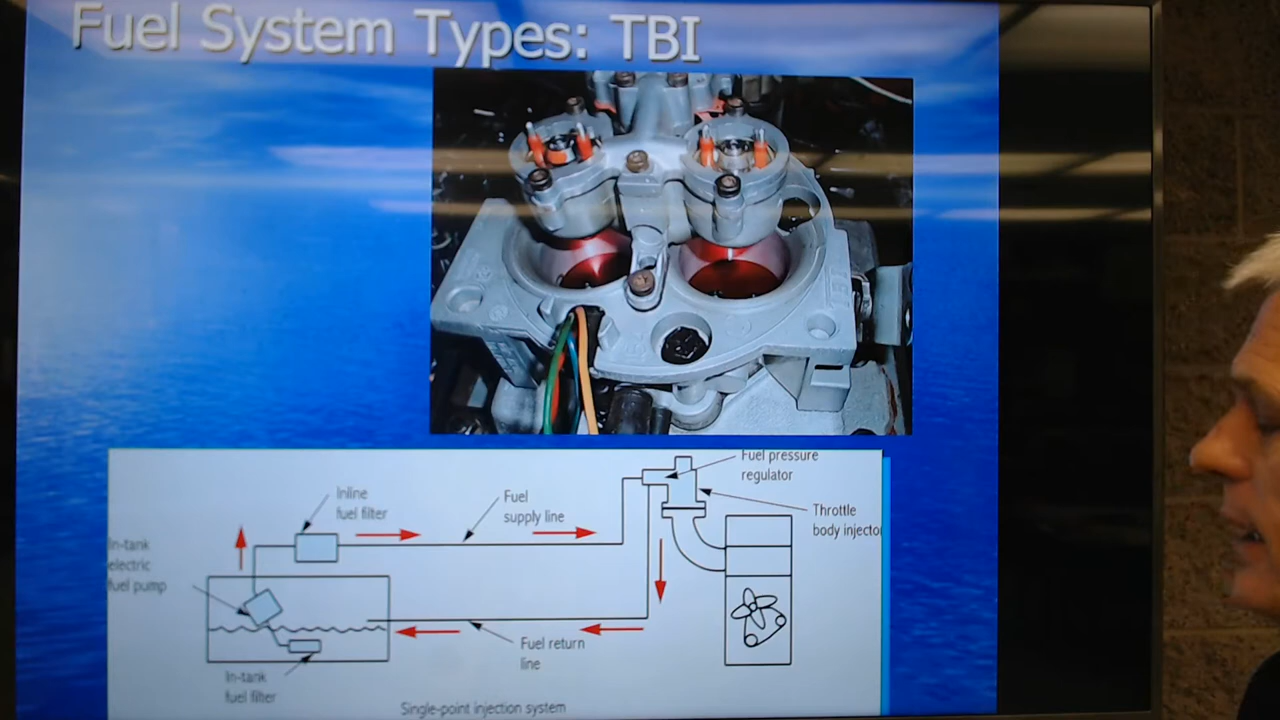 Fuel System Types: TBI
Fuel pressure
regulator
Inline
fuel filter
Fuel
supply line
Throttle
body injector
In-tank
electric
fuel pump
Fuel return
line
In-tank
fuel filter
Single-point injection system